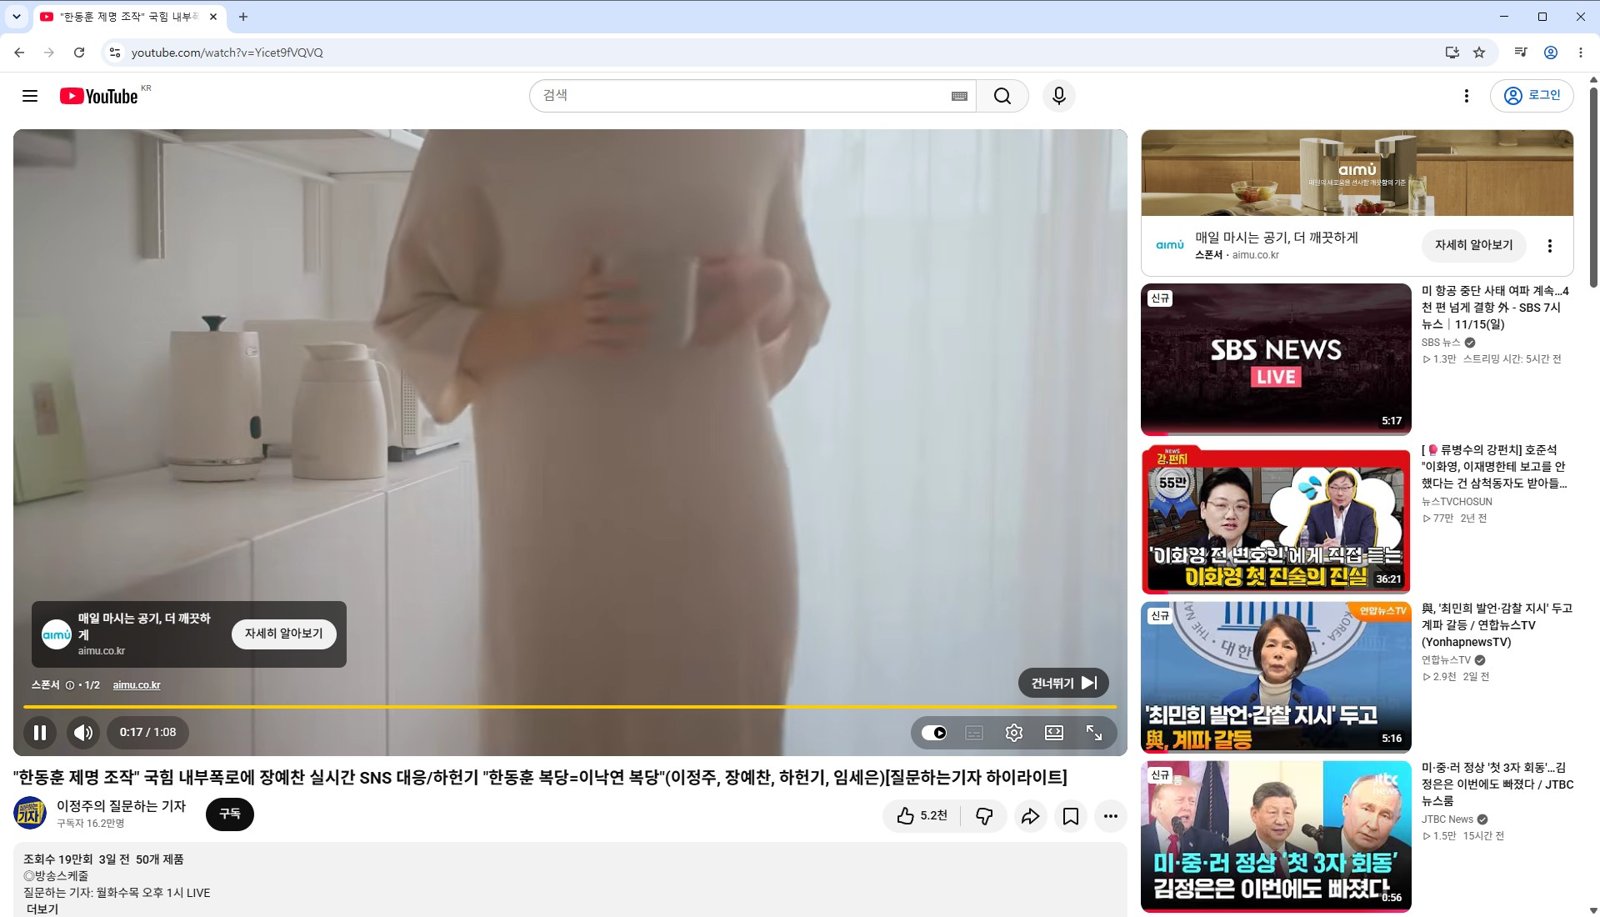 "한동훈 제명 조작" 국힘 내부폭
youtube.com/watch?v=Yicet9fVQVQ
YouTube KR
검색
로그인
매일 마시는 공기, 더 깨끗하
게
aimu.co.kr
자세히 알아보기
aimu
스폰서 · 1/2 aimu.co.kr
건너뛰기
0:17 / 1:08
"한동훈 제명 조작" 국힘 내부폭로에 장예찬 실시간 SNS 대응/하헌기 "한동훈 복당=이낙연 복당"(이정주, 장예찬, 하헌기, 임세은)[질문하는기자 하이라이트]
질문하는 기자
이정주의 질문하는 기자
구독자 16.2만명
구독
5.2천
조회수 19만회 3일 전 50개 제품
◎방송스케줄
질문하는 기자: 월화수목 오후 1시 LIVE
더보기
aimu
aimu
매일 마시는 공기, 더 깨끗하게
스폰서 · aimu.co.kr
자세히 알아보기
신규
SBS NEWS
LIVE
5:17
미 항공 중단 사태 여파 계속...4
천 편 넘게 결항 外 - SBS 7시
뉴스｜11/15(일)
SBS 뉴스
1.3만 스트리밍 시간: 5시간 전
NEWS
강.펀치
55만
'이화영 전 변호인'에게 직접 듣는
이화영 첫 진술의 진실
36:21
[🥊류병수의 강펀치] 호준석
"이화영, 이재명한테 보고를 안
했다는 건 삼척동자도 받아들...
뉴스TVCHOSUN
77만 2년 전
신규
연합뉴스TV
'최민희 발언·감찰 지시' 두고
與, 계파 갈등
5:16
與, '최민희 발언·감찰 지시' 두고
계파 갈등 / 연합뉴스TV
(YonhapnewsTV)
연합뉴스TV
2.9천 2일 전
신규
jtbc
news
미·중·러 정상 '첫 3자 회동'
김정은은 이번에도 빠졌다
0:56
미·중·러 정상 '첫 3자 회동'...김
정은은 이번에도 빠졌다 / JTBC
뉴스룸
JTBC News
1.5만 15시간 전